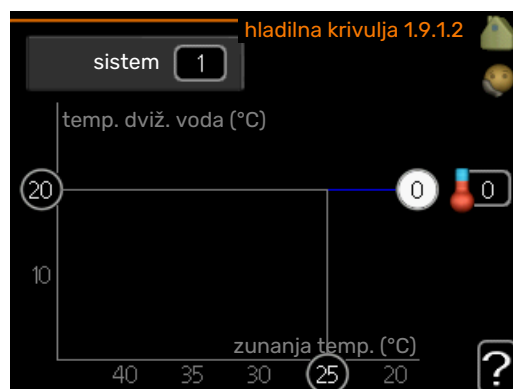 hladilna krivulja 1.9.1.2
sistem 1
temp. dviž. voda (°C)
20 0 0
10
zunanja temp. (°C)
40 35 30 25 20
?